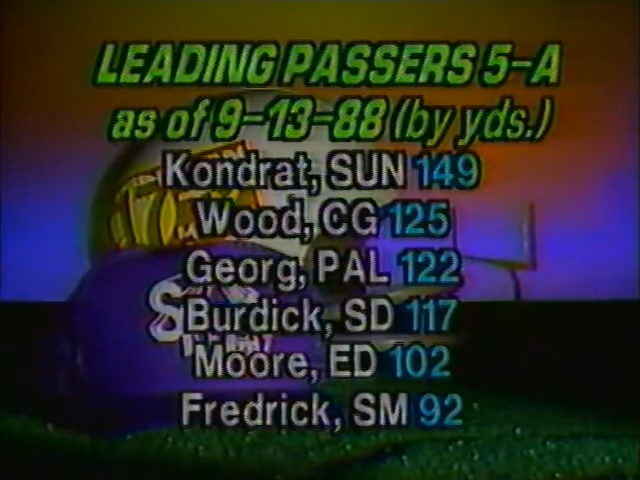 LEADING PASSERS 5-A
as of 9-13-88 (by yds.)
Kondrat, SUN 149
Wood, CG 125
Georg, PAL 122
Burdick, SD 117
Moore, ED 102
Fredrick, SM 92